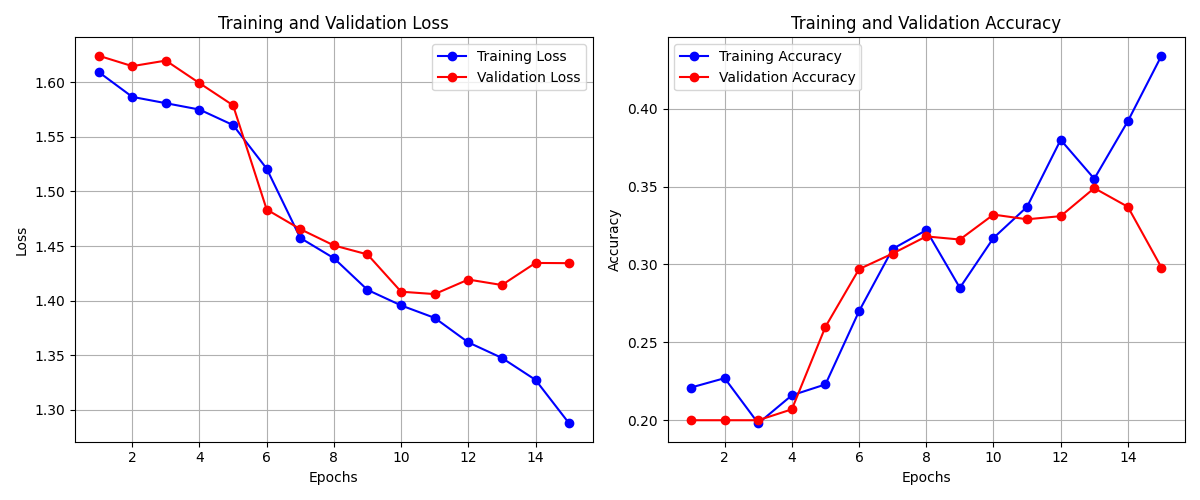 Training and Validation Loss
Training Loss
Validation Loss
1.60
1.55
1.50
1.45
1.40
1.35
1.30
Loss
2 4 6 8 10 12 14
Epochs
Training and Validation Accuracy
Training Accuracy
Validation Accuracy
0.40
0.35
0.30
0.25
0.20
Accuracy
2 4 6 8 10 12 14
Epochs